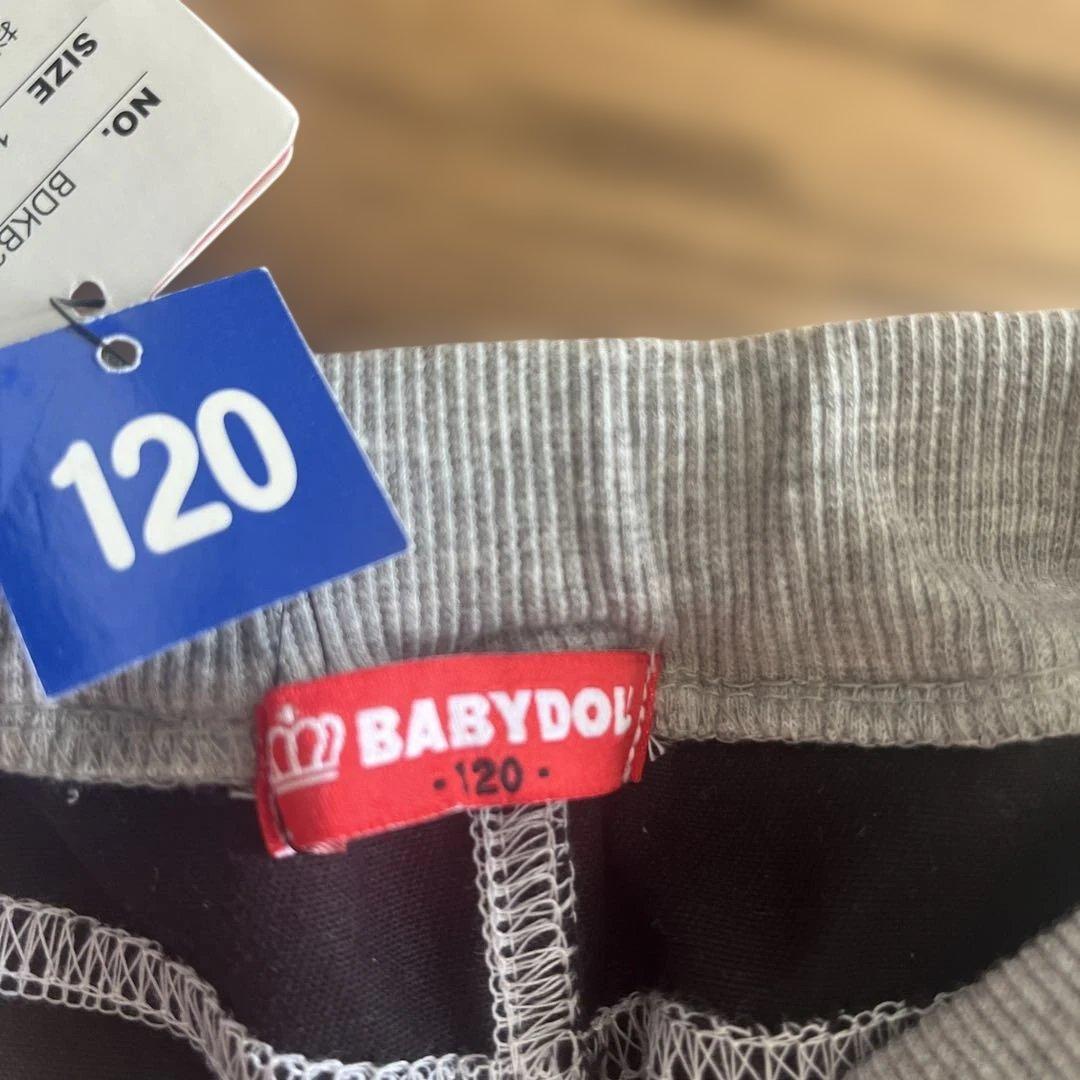 SIZE
NO.
BDKB
120
BABYDOL
-120-